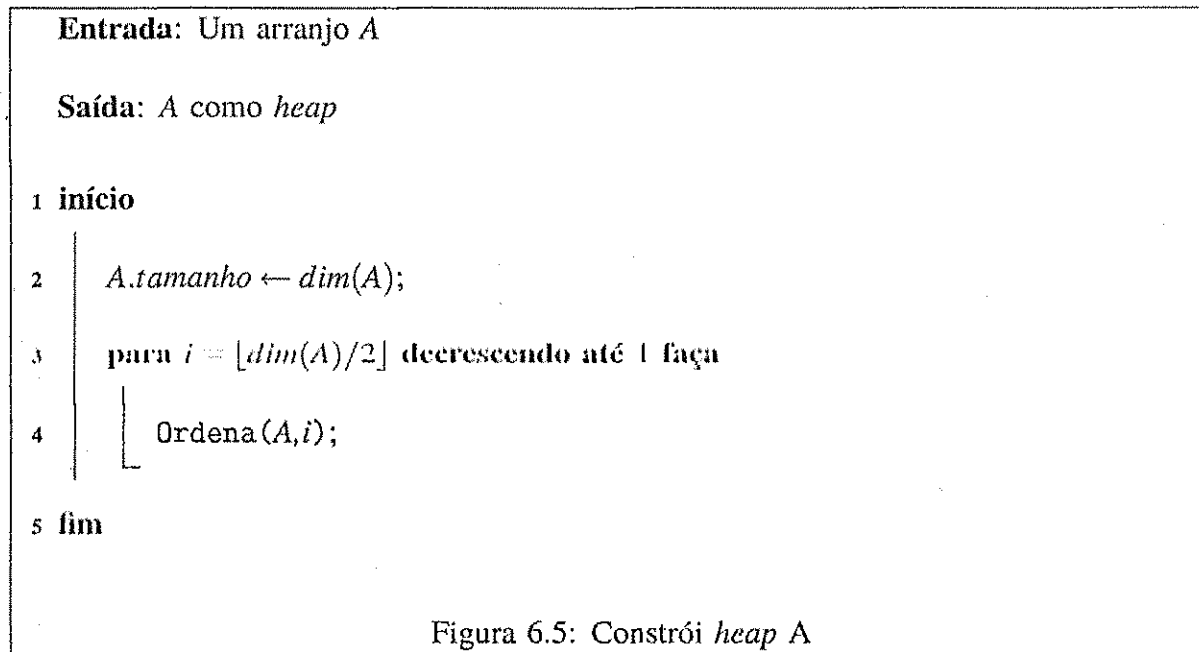 Entrada: Um arranjo A
Saída: A como heap
1 início
2 A.tamanho ← dim(A);
3 para i = ⌊dim(A)/2⌋ decrescendo até 1 faça
4 Ordena(A,i);
5 fim
Figura 6.5: Constrói heap A